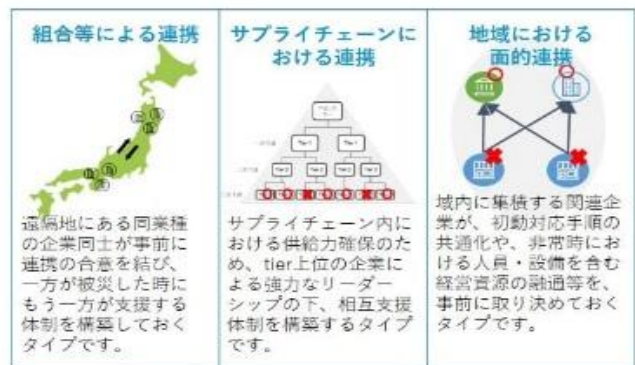 組合等による連携
遠隔地にある同業種
の企業同士が事前に
連携の合意を結び、
一方が被災した時に
もう一方が支援する
体制を構築しておく
タイプです。
サプライチェーンに
おける連携
Tier1
Tier1
サプライチェーン内に
おける供給力確保のた
め、tier上位の企業に
よる強力なリーダー
シップの下、相互支援
体制を構築するタイプ
です。
地域における
面的連携
域内に集積する関連企
業が、初動対応手順の
共通化や、非常時にお
ける人員・設備を含む
経営資源の融通等を、
事前に取り決めておく
タイプです。